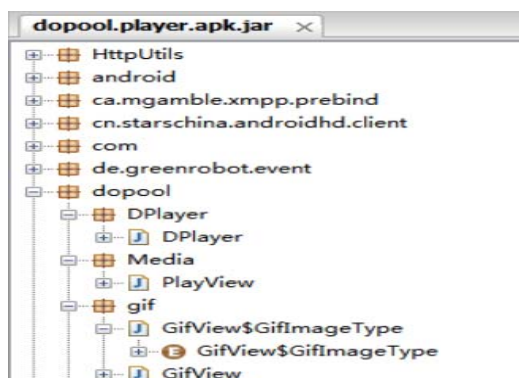 dopool.player.apk.jar
HttpUtils
android
ca.mgamble.xmpp.prebind
cn.starschina.androidhd.client
com
de.greenrobot.event
dopool
DPlayer
J DPlayer
Media
J PlayView
gif
J GifView$GifImageType
E GifView$GifImageType
J GifView